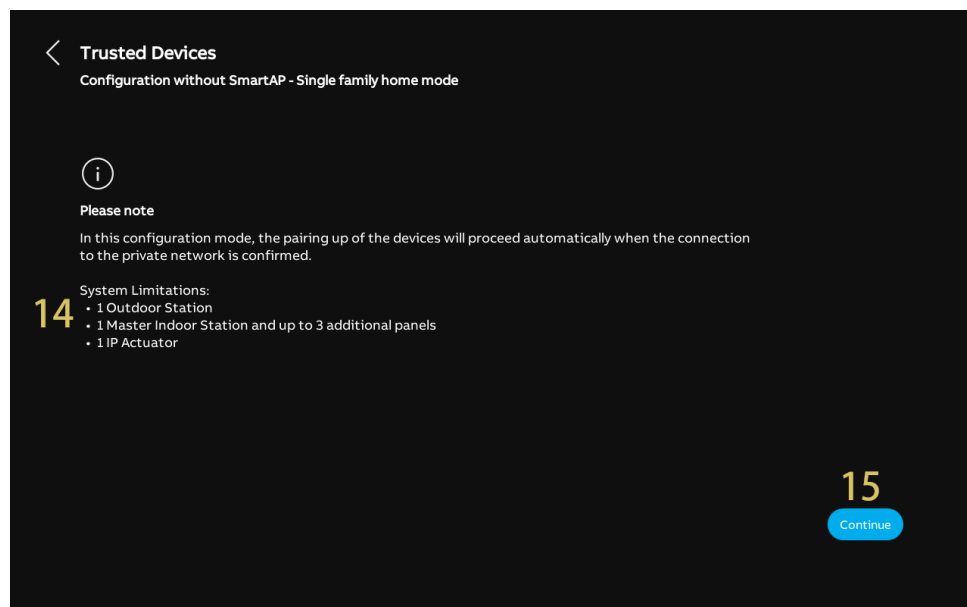 Trusted Devices
Configuration without SmartAP - Single family home mode
Please note
In this configuration mode, the pairing up of the devices will proceed automatically when the connection
to the private network is confirmed.
System Limitations:
14
• 1 Outdoor Station
• 1 Master Indoor Station and up to 3 additional panels
• 1 IP Actuator
15
Continue